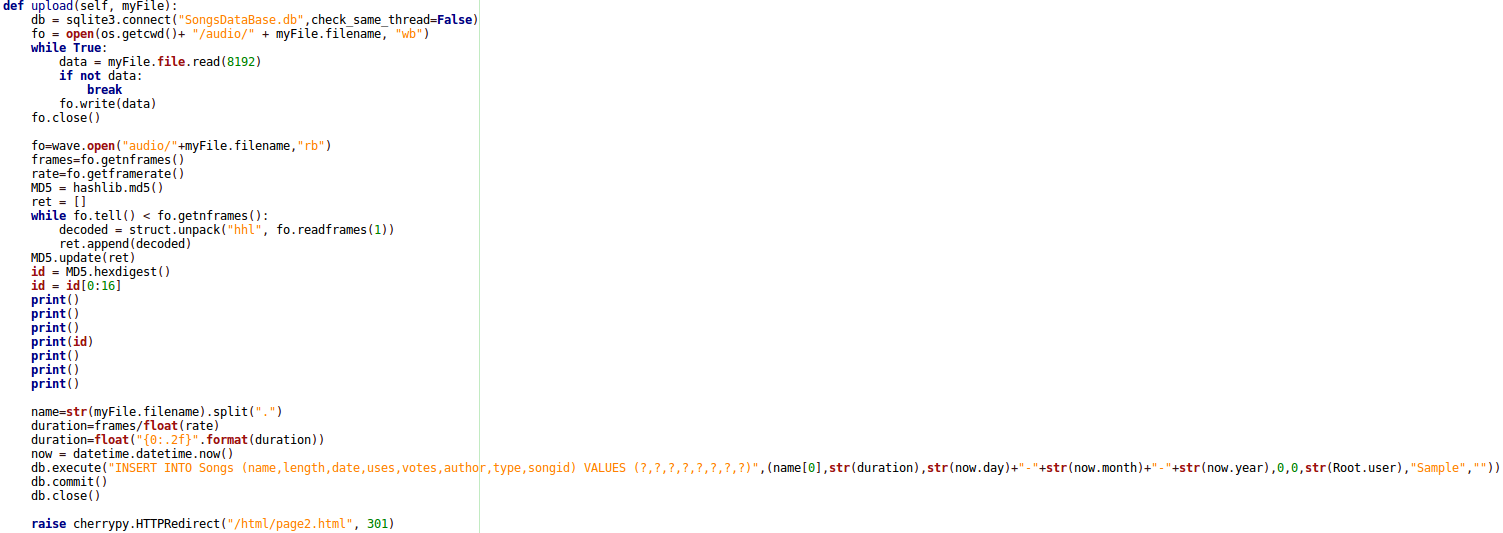 def upload(self, myFile):
    db = sqlite3.connect("SongsDataBase.db",check_same_thread=False)
    fo = open(os.getcwd()+ "/audio/" + myFile.filename, "wb")
    while True:
        data = myFile.file.read(8192)
        if not data:
            break
        fo.write(data)
    fo.close()

    fo=wave.open("audio/"+myFile.filename,"rb")
    frames=fo.getnframes()
    rate=fo.getframerate()
    MD5 = hashlib.md5()
    ret = []
    while fo.tell() < fo.getnframes():
        decoded = struct.unpack("hhl", fo.readframes(1))
        ret.append(decoded)
    MD5.update(ret)
    id = MD5.hexdigest()
    id = id[0:16]
    print()
    print()
    print()
    print(id)
    print()
    print()
    print()

    name=str(myFile.filename).split(".")
    duration=frames/float(rate)
    duration=float("{0:.2f}".format(duration))
    now = datetime.datetime.now()
    db.execute("INSERT INTO Songs (name,length,date,uses,votes,author,type,songid) VALUES (?,?,?,?,?,?,?,?)",(name[0],str(duration),str(now.day)+"-"+str(now.month)+"-"+str(now.year),0,0,str(Root.user),"Sample",""))
    db.commit()
    db.close()

    raise cherrypy.HTTPRedirect("/html/page2.html", 301)